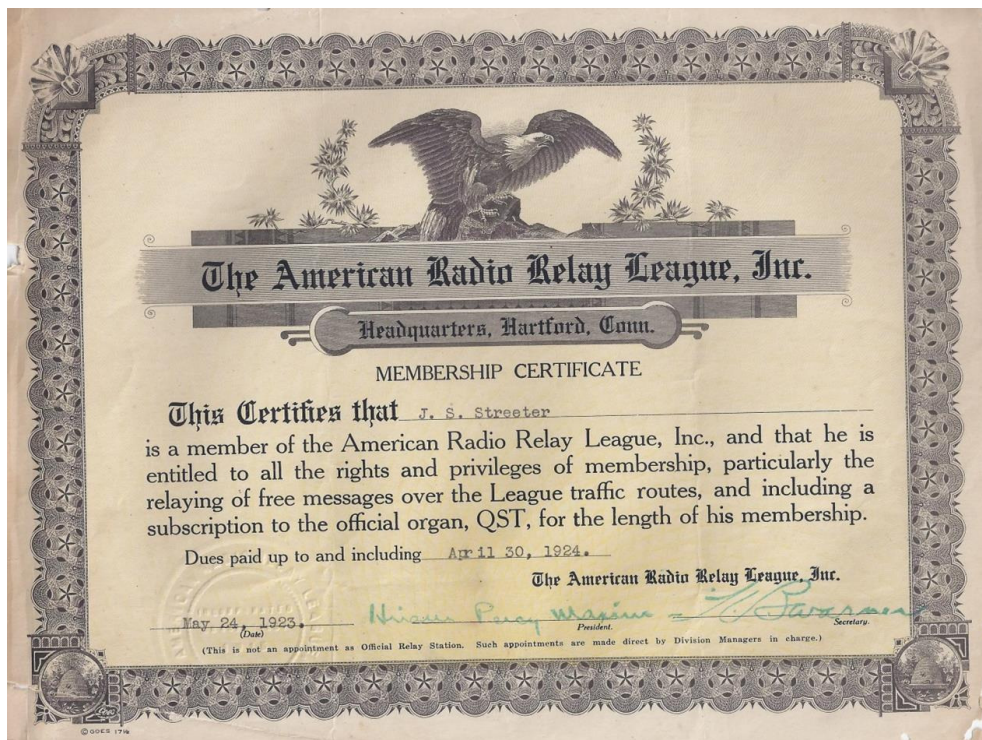 The American Radio Relay League, Inc.
Headquarters, Hartford, Conn.
MEMBERSHIP CERTIFICATE
This Certifies that J. S. Streeter
is a member of the American Radio Relay League, Inc., and that he is
entitled to all the rights and privileges of membership, particularly the
relaying of free messages over the League traffic routes, and including a
subscription to the official organ, QST, for the length of his membership.
Dues paid up to and including April 30, 1924.
The American Radio Relay League, Inc.
May 24, 1923. Hiram Percy Maxim
(Date) President. Secretary.
(This is not an appointment as Official Relay Station. Such appointments are made direct by Division Managers in charge.)
© GOES